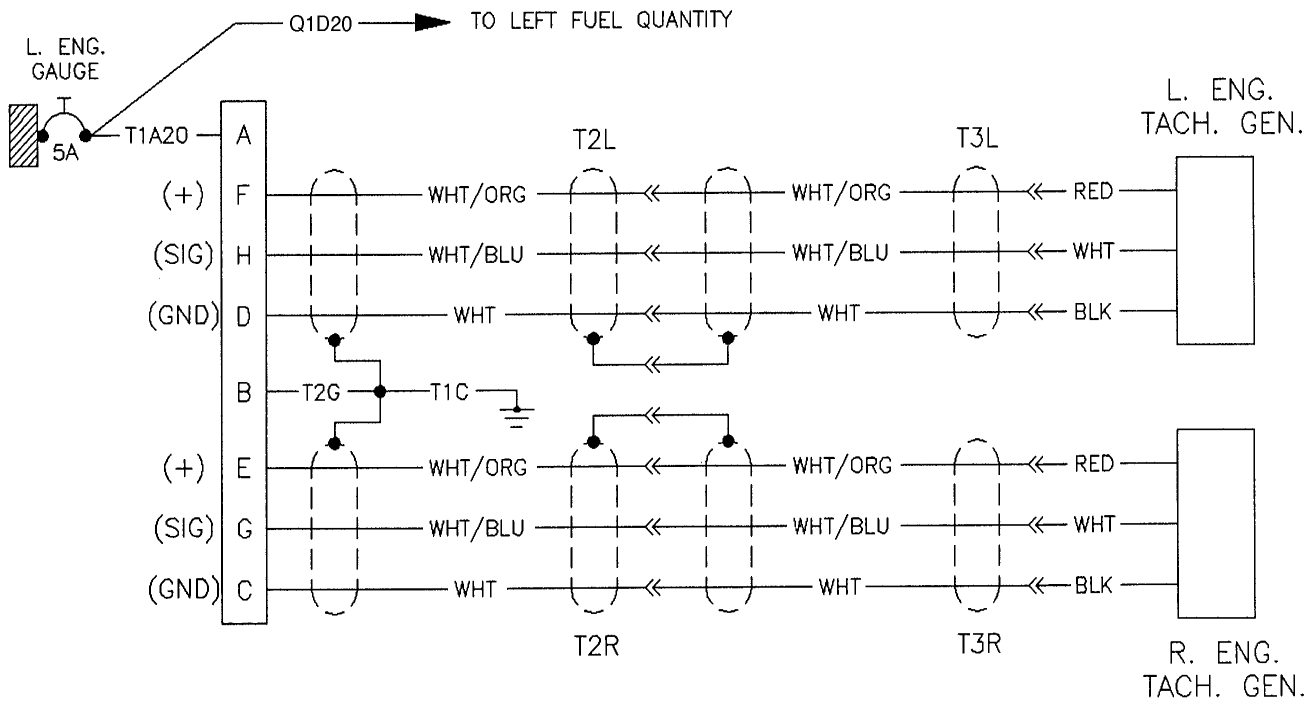 Q1D20 TO LEFT FUEL QUANTITY
L. ENG.
GAUGE
5A
T1A20 A
L. ENG.
TACH. GEN.
T2L T3L
(+) F WHT/ORG WHT/ORG RED
(SIG) H WHT/BLU WHT/BLU WHT
(GND) D WHT WHT BLK
B T2G T1C
(+) E WHT/ORG WHT/ORG RED
(SIG) G WHT/BLU WHT/BLU WHT
(GND) C WHT WHT BLK
T2R T3R
R. ENG.
TACH. GEN.